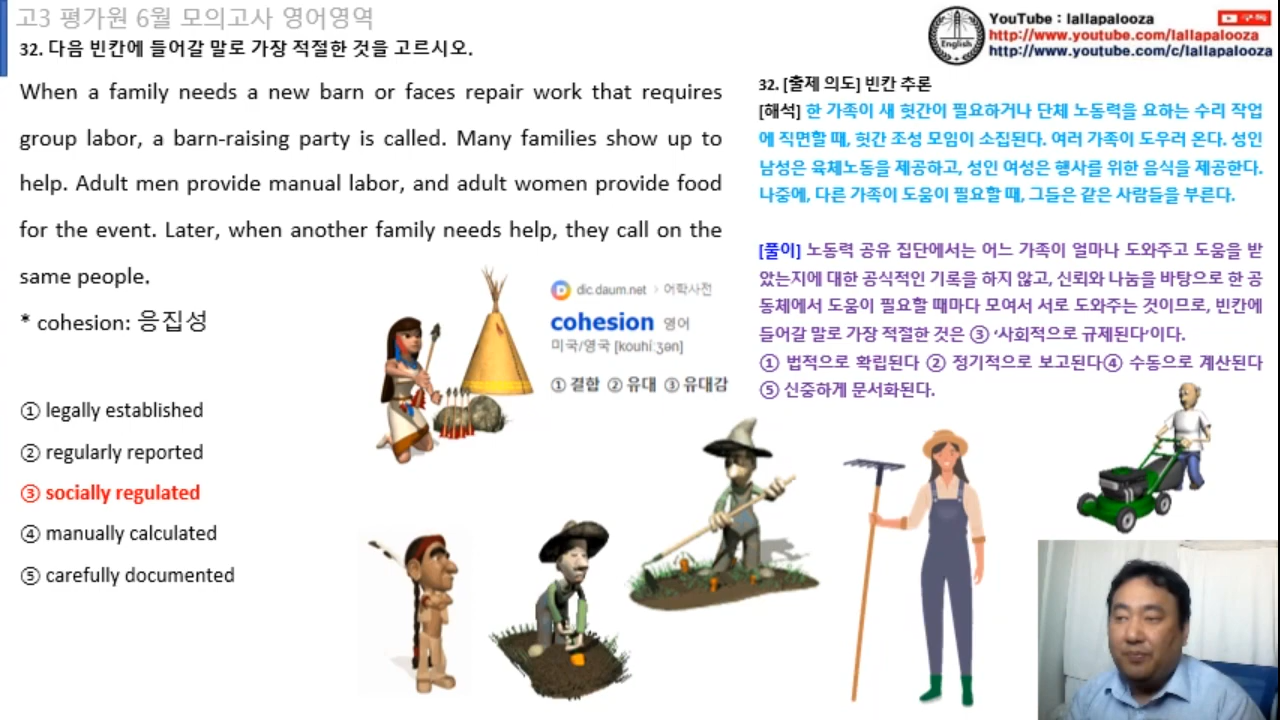 고3 평가원 6월 모의고사 영어영역
32. 다음 빈칸에 들어갈 말로 가장 적절한 것을 고르시오.
When a family needs a new barn or faces repair work that requires
group labor, a barn-raising party is called. Many families show up to
help. Adult men provide manual labor, and adult women provide food
for the event. Later, when another family needs help, they call on the
same people.
* cohesion: 응집성
① legally established
② regularly reported
③ socially regulated
④ manually calculated
⑤ carefully documented
dic.daum.net › 어학사전
cohesion 영어
미국/영국 [kouhíːʒən]
① 결합 ② 유대 ③ 유대감
English
YouTube : lallapalooza
구독
http://www.youtube.com/lallapalooza
http://www.youtube.com/c/lallapalooza
32. [출제 의도] 빈칸 추론
[해석] 한 가족이 새 헛간이 필요하거나 단체 노동력을 요하는 수리 작업
에 직면할 때, 헛간 조성 모임이 소집된다. 여러 가족이 도우러 온다. 성인
남성은 육체노동을 제공하고, 성인 여성은 행사를 위한 음식을 제공한다.
나중에, 다른 가족이 도움이 필요할 때, 그들은 같은 사람들을 부른다.
[풀이] 노동력 공유 집단에서는 어느 가족이 얼마나 도와주고 도움을 받
았는지에 대한 공식적인 기록을 하지 않고, 신뢰와 나눔을 바탕으로 한 공
동체에서 도움이 필요할 때마다 모여서 서로 도와주는 것이므로, 빈칸에
들어갈 말로 가장 적절한 것은 ③ ‘사회적으로 규제된다’이다.
① 법적으로 확립된다 ② 정기적으로 보고된다④ 수동으로 계산된다
⑤ 신중하게 문서화된다.